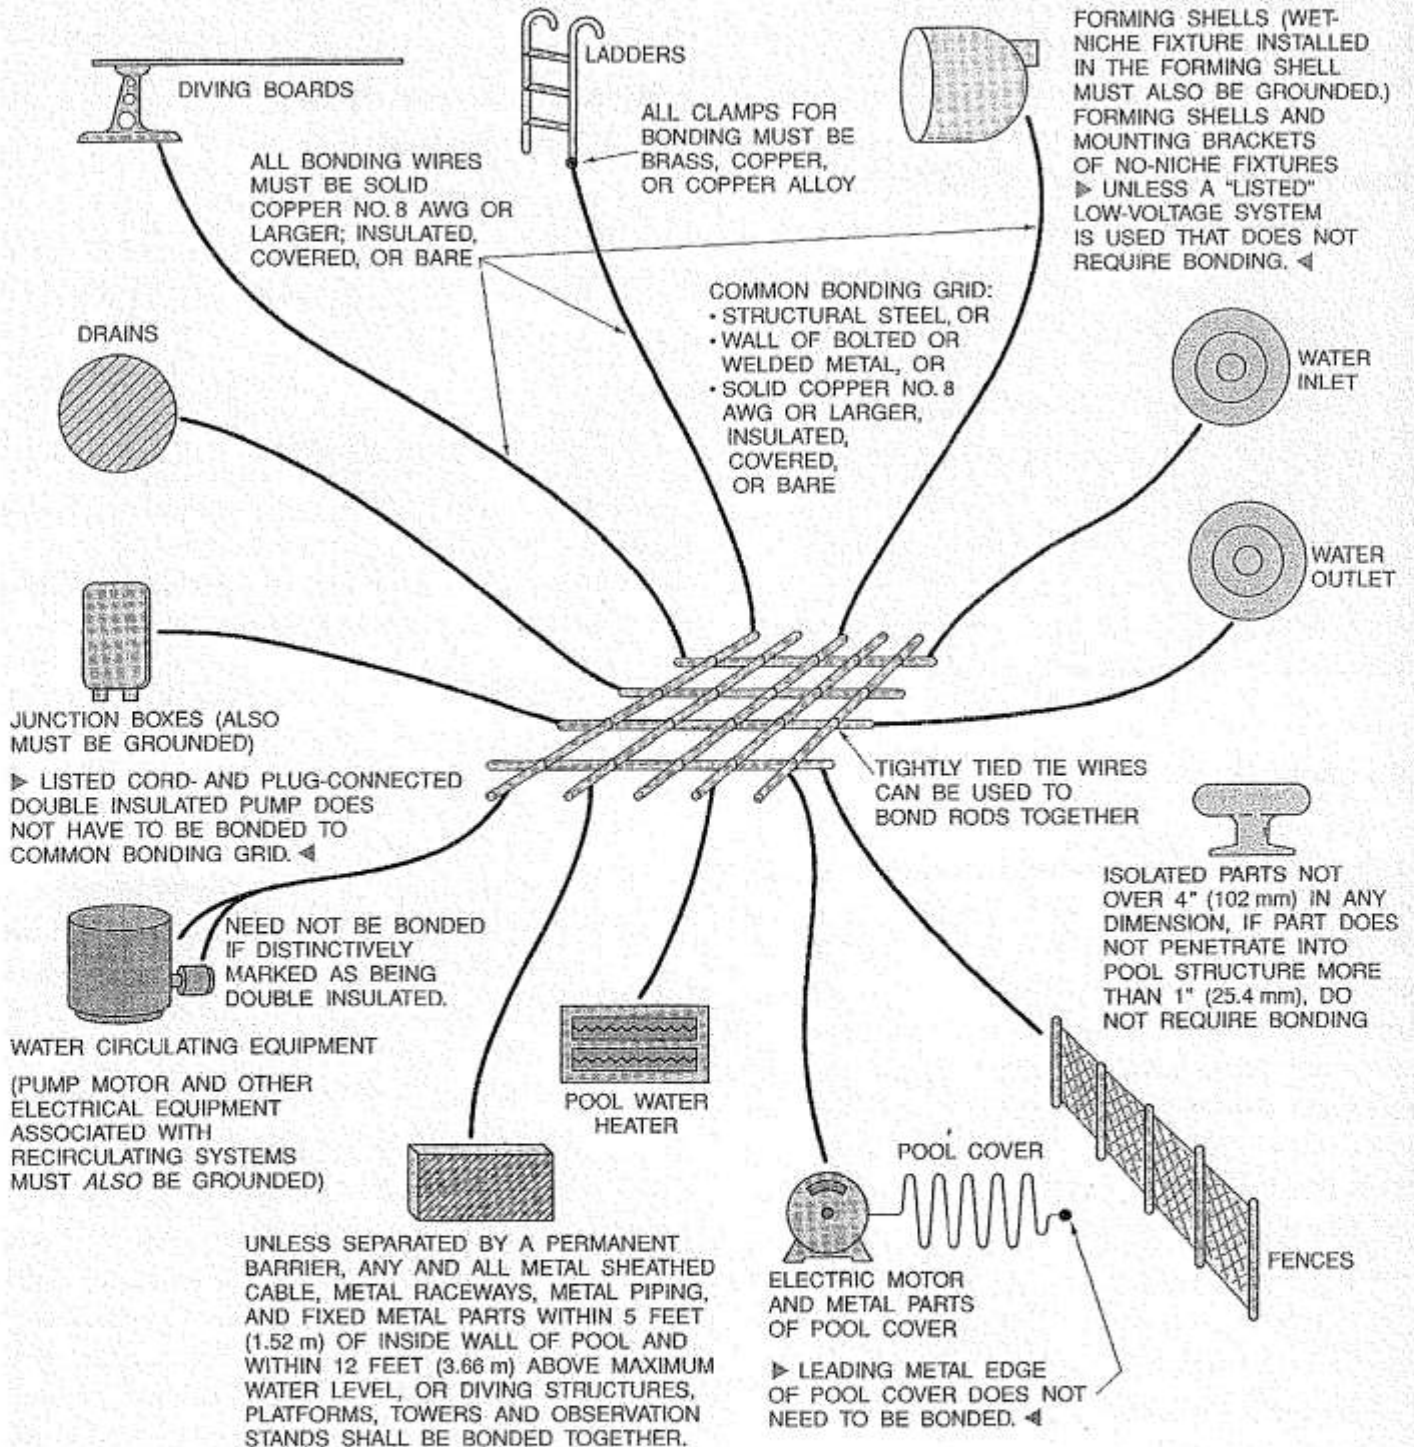 DIVING BOARDS
LADDERS
ALL CLAMPS FOR
BONDING MUST BE
BRASS, COPPER,
OR COPPER ALLOY
FORMING SHELLS (WET-
NICHE FIXTURE INSTALLED
IN THE FORMING SHELL
MUST ALSO BE GROUNDED.)
FORMING SHELLS AND
MOUNTING BRACKETS
OF NO-NICHE FIXTURES
▶ UNLESS A "LISTED"
LOW-VOLTAGE SYSTEM
IS USED THAT DOES NOT
REQUIRE BONDING. ◀
ALL BONDING WIRES
MUST BE SOLID
COPPER NO. 8 AWG OR
LARGER; INSULATED,
COVERED, OR BARE
COMMON BONDING GRID:
• STRUCTURAL STEEL, OR
• WALL OF BOLTED OR
WELDED METAL, OR
• SOLID COPPER NO. 8
AWG OR LARGER,
INSULATED,
COVERED,
OR BARE
DRAINS
WATER
INLET
WATER
OUTLET
JUNCTION BOXES (ALSO
MUST BE GROUNDED)
▶ LISTED CORD- AND PLUG-CONNECTED
DOUBLE INSULATED PUMP DOES
NOT HAVE TO BE BONDED TO
COMMON BONDING GRID. ◀
TIGHTLY TIED TIE WIRES
CAN BE USED TO
BOND RODS TOGETHER
ISOLATED PARTS NOT
OVER 4" (102 mm) IN ANY
DIMENSION, IF PART DOES
NOT PENETRATE INTO
POOL STRUCTURE MORE
THAN 1" (25.4 mm), DO
NOT REQUIRE BONDING
NEED NOT BE BONDED
IF DISTINCTIVELY
MARKED AS BEING
DOUBLE INSULATED.
WATER CIRCULATING EQUIPMENT
(PUMP MOTOR AND OTHER
ELECTRICAL EQUIPMENT
ASSOCIATED WITH
RECIRCULATING SYSTEMS
MUST ALSO BE GROUNDED)
POOL WATER
HEATER
POOL COVER
FENCES
UNLESS SEPARATED BY A PERMANENT
BARRIER, ANY AND ALL METAL SHEATHED
CABLE, METAL RACEWAYS, METAL PIPING,
AND FIXED METAL PARTS WITHIN 5 FEET
(1.52 m) OF INSIDE WALL OF POOL AND
WITHIN 12 FEET (3.66 m) ABOVE MAXIMUM
WATER LEVEL, OR DIVING STRUCTURES,
PLATFORMS, TOWERS AND OBSERVATION
STANDS SHALL BE BONDED TOGETHER.
ELECTRIC MOTOR
AND METAL PARTS
OF POOL COVER
▶ LEADING METAL EDGE
OF POOL COVER DOES NOT
NEED TO BE BONDED. ◀